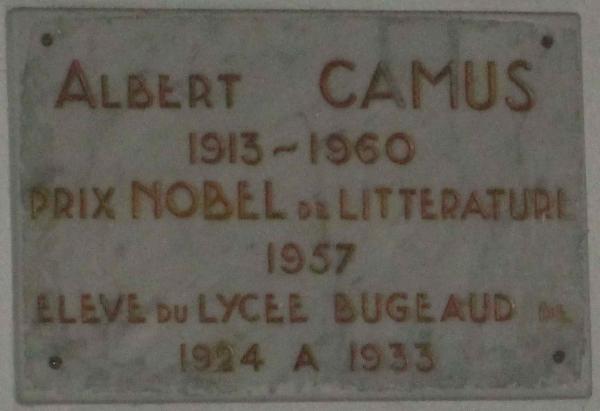 ALBERT CAMUS
1913~1960
PRIX NOBEL DE LITTERATURE
1957
ELEVE DU LYCEE BUGEAUD DE
1924 A 1933